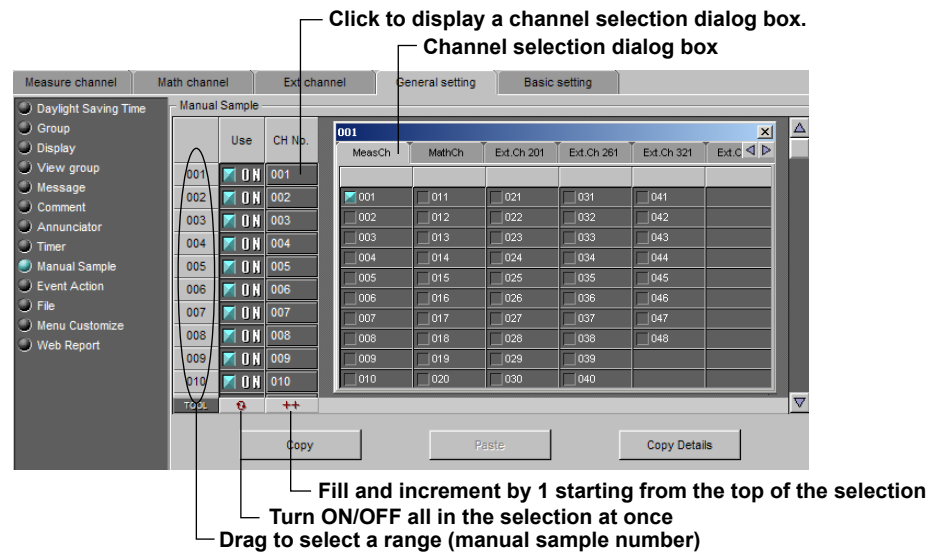 Click to display a channel selection dialog box.
Channel selection dialog box
Measure channel Math channel Ext channel General setting Basic setting
Daylight Saving Time
Group
Display
View group
Message
Comment
Annunciator
Timer
Manual Sample
Event Action
File
Menu Customize
Web Report
Manual Sample
Use CH No.
001 ON 001
002 ON 002
003 ON 003
004 ON 004
005 ON 005
006 ON 006
007 ON 007
008 ON 008
009 ON 009
010 ON 010
TOOL ++
001
MeasCh MathCh Ext.Ch 201 Ext.Ch 261 Ext.Ch 321 Ext.C
001 011 021 031 041
002 012 022 032 042
003 013 023 033 043
004 014 024 034 044
005 015 025 035 045
006 016 026 036 046
007 017 027 037 047
008 018 028 038 048
009 019 029 039
010 020 030 040
Copy Paste Copy Details
Fill and increment by 1 starting from the top of the selection
Turn ON/OFF all in the selection at once
Drag to select a range (manual sample number)